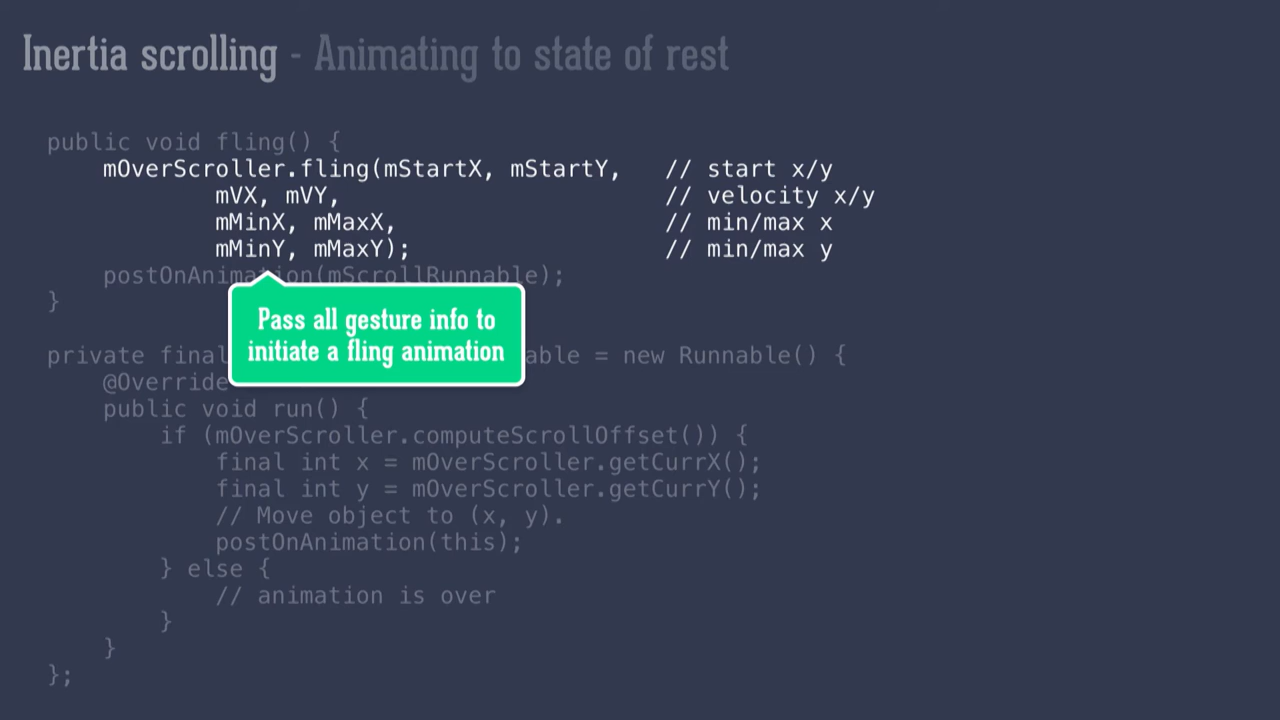 Inertia scrolling - Animating to state of rest
public void fling() {
mOverScroller.fling(mStartX, mStartY, // start x/y
mVX, mVY, // velocity x/y
mMinX, mMaxX, // min/max x
mMinY, mMaxY); // min/max y
postOnAnimation(mScrollRunnable);
}
Pass all gesture info to
initiate a fling animation
private final able = new Runnable() {
@Override
public void run() {
if (mOverScroller.computeScrollOffset()) {
final int x = mOverScroller.getCurrX();
final int y = mOverScroller.getCurrY();
// Move object to (x, y).
postOnAnimation(this);
} else {
// animation is over
}
}
};